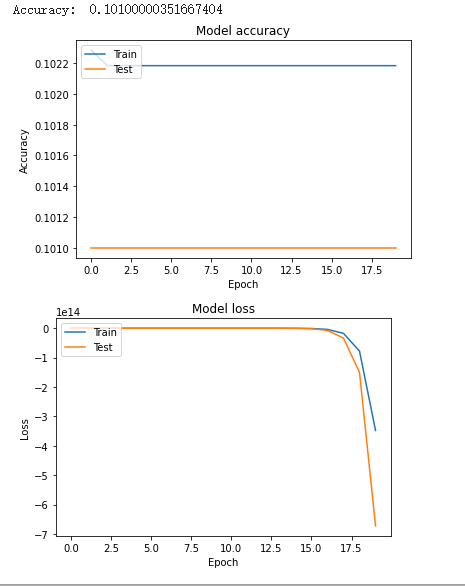 Accuracy: 0.10100000351667404
Model accuracy
Train
Test
0.1022
0.1020
0.1018
0.1016
0.1014
0.1012
0.1010
Accuracy
0.0 2.5 5.0 7.5 10.0 12.5 15.0 17.5
Epoch
Model loss
1e14
Train
Test
0
−1
−2
−3
−4
−5
−6
−7
Loss
0.0 2.5 5.0 7.5 10.0 12.5 15.0 17.5
Epoch